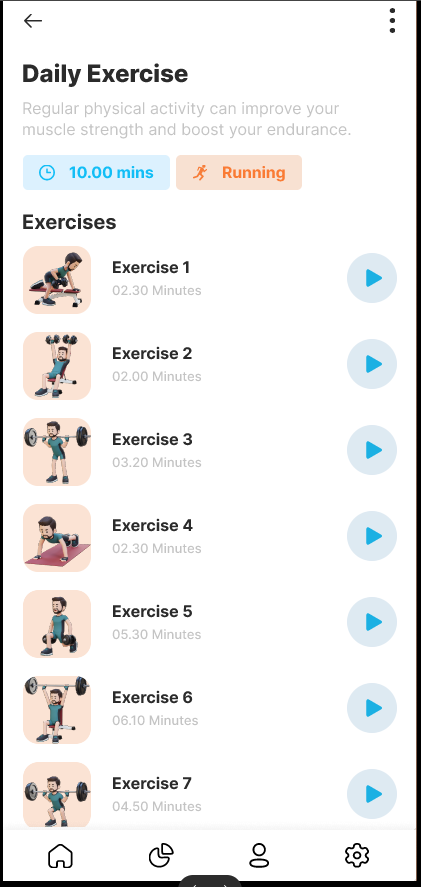 Daily Exercise
Regular physical activity can improve your
muscle strength and boost your endurance.
10.00 mins
Running
Exercises
Exercise 1
02.30 Minutes
Exercise 2
02.00 Minutes
Exercise 3
03.20 Minutes
Exercise 4
02.30 Minutes
Exercise 5
05.30 Minutes
Exercise 6
06.10 Minutes
Exercise 7
04.50 Minutes